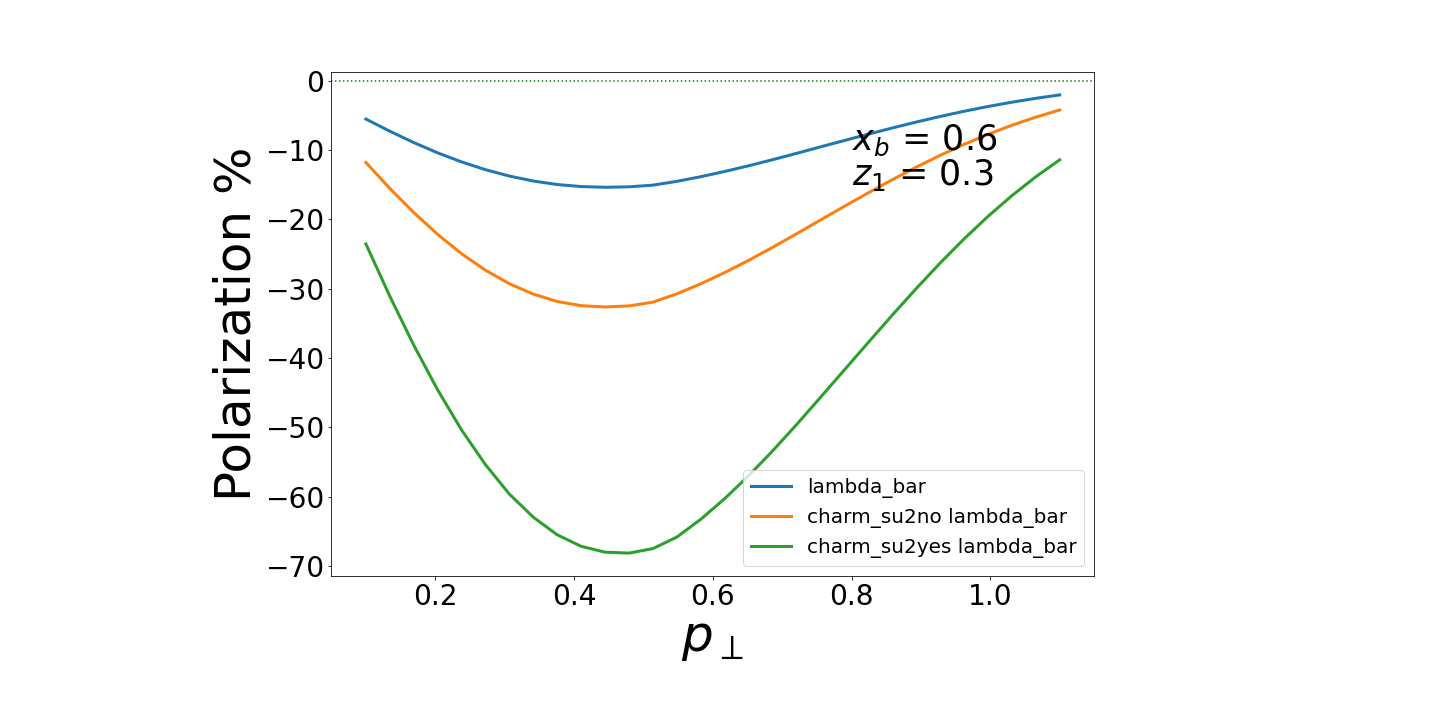 Polarization %
0
−10
−20
−30
−40
−50
−60
−70
x_b = 0.6
z_1 = 0.3
lambda_bar
charm_su2no lambda_bar
charm_su2yes lambda_bar
0.2 0.4 0.6 0.8 1.0
p_⊥